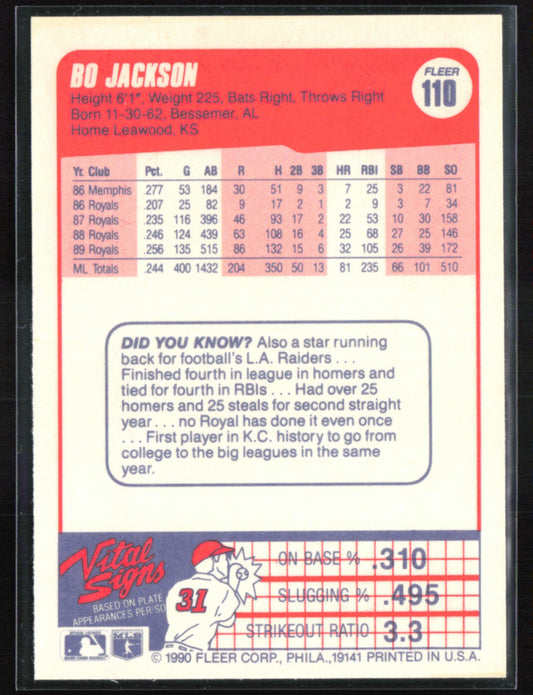 BO JACKSON
FLEER
110
Height 6'1", Weight 225, Bats Right, Throws Right
Born 11-30-62, Bessemer, AL
Home Leawood, KS
Yr. Club Pct. G AB R H 2B 3B HR RBI SB BB SO
86 Memphis .277 53 184 30 51 9 3 7 25 3 22 81
86 Royals .207 25 82 9 17 2 1 2 9 3 7 34
87 Royals .235 116 396 46 93 17 2 22 53 10 30 158
88 Royals .246 124 439 63 108 16 4 25 68 27 25 146
89 Royals .256 135 515 86 132 15 6 32 105 26 39 172
ML Totals .244 400 1432 204 350 50 13 81 235 66 101 510
DID YOU KNOW? Also a star running
back for football's L.A. Raiders . . .
Finished fourth in league in homers and
tied for fourth in RBIs . . . Had over 25
homers and 25 steals for second straight
year . . . no Royal has done it even once
. . . First player in K.C. history to go from
college to the big leagues in the same
year.
Vital
Signs
BASED ON PLATE
APPEARANCES PER SO
31
ON BASE % .310
SLUGGING % .495
STRIKEOUT RATIO 3.3
© 1990 FLEER CORP., PHILA., 19141 PRINTED IN U.S.A.